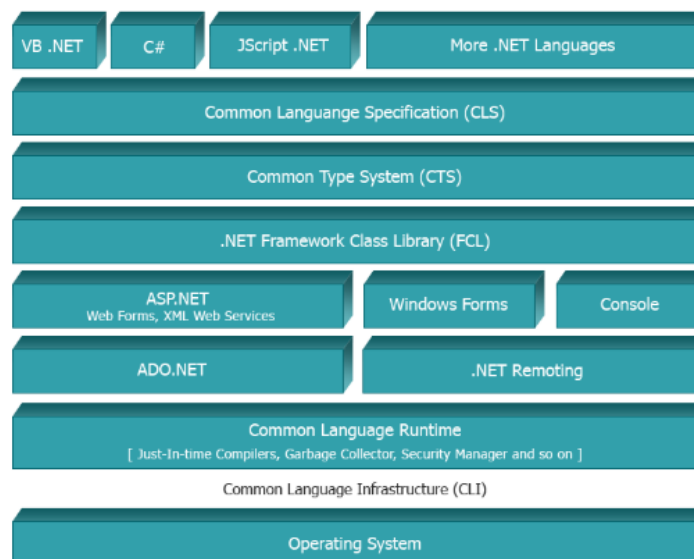 VB .NET
C#
JScript .NET
More .NET Languages
Common Languange Specification (CLS)
Common Type System (CTS)
.NET Framework Class Library (FCL)
ASP.NET
Web Forms, XML Web Services
Windows Forms
Console
ADO.NET
.NET Remoting
Common Language Runtime
[ Just-In-time Compilers, Garbage Collector, Security Manager and so on ]
Common Language Infrastructure (CLI)
Operating System